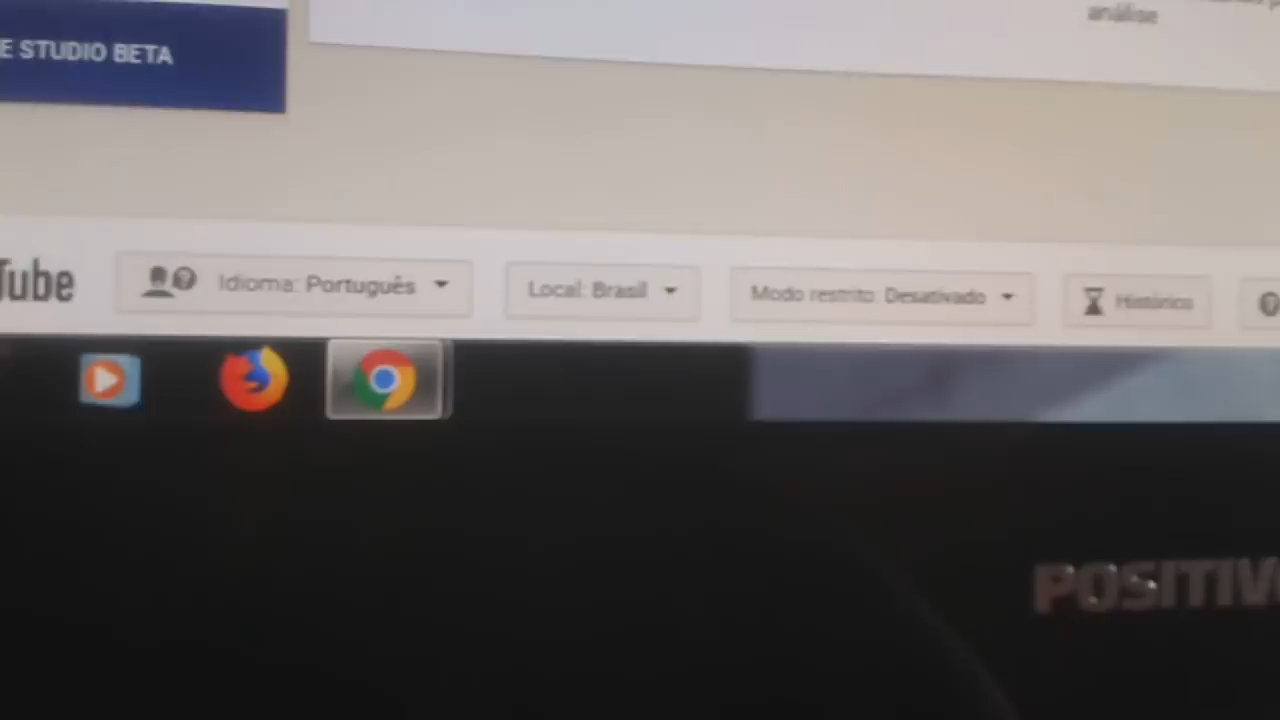 análise
E STUDIO BETA
Tube
Idioma: Português
Local: Brasil
Modo restrito: Desativado
Histórico
POSITIV